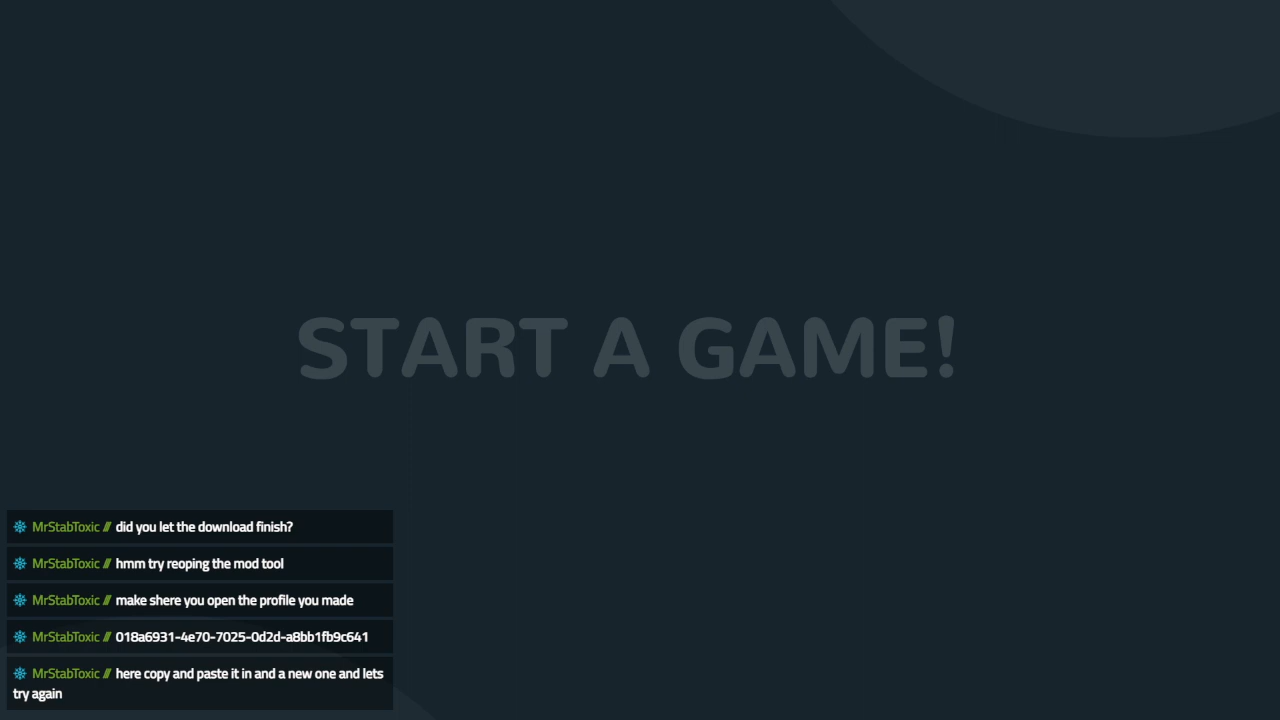 START A GAME!
MrStabToxic // did you let the download finish?
MrStabToxic // hmm try reoping the mod tool
MrStabToxic // make shere you open the profile you made
MrStabToxic // 018a6931-4e70-7025-0d2d-a8bb1fb9c641
MrStabToxic // here copy and paste it in and a new one and lets
try again